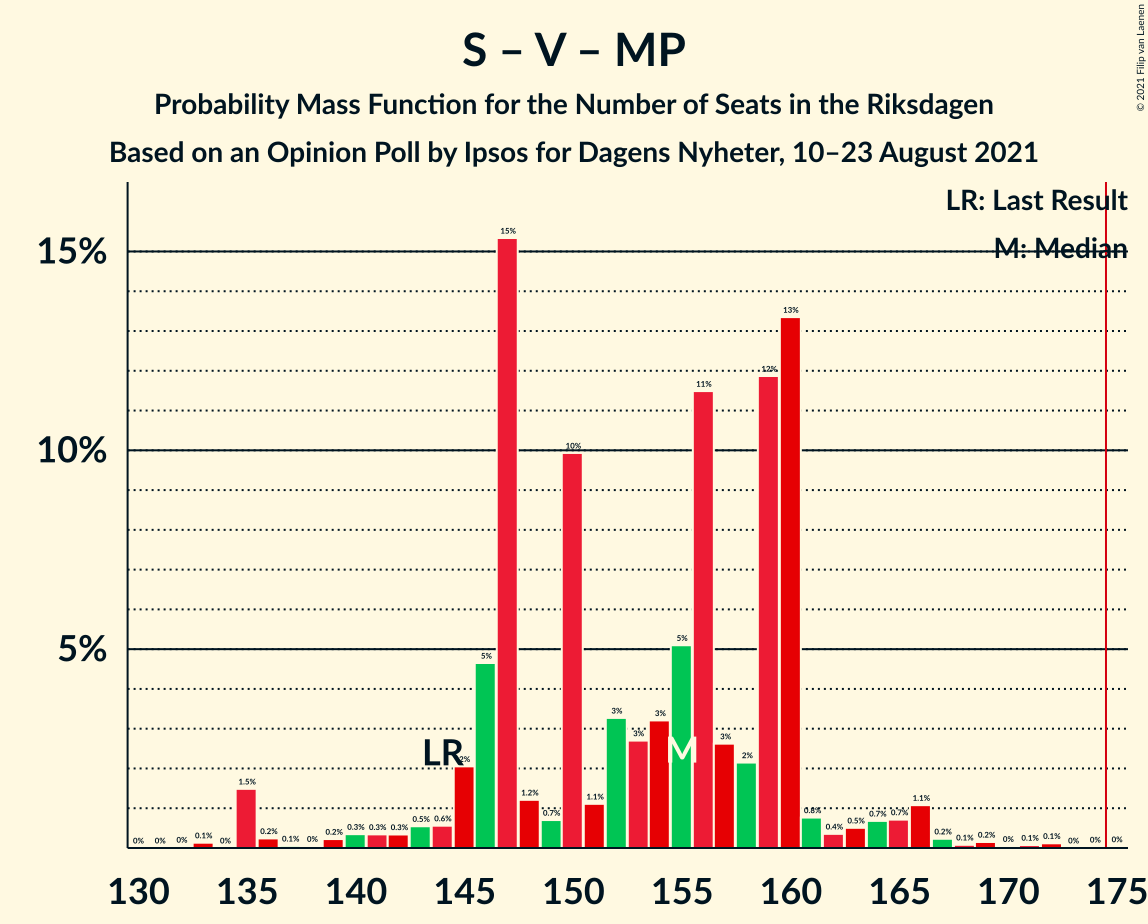 S – V – MP
Probability Mass Function for the Number of Seats in the Riksdagen
Based on an Opinion Poll by Ipsos for Dagens Nyheter, 10–23 August 2021
© 2021 Filip van Laenen
LR: Last Result
M: Median
15%
10%
5%
0% 0% 0% 0.1% 0% 1.5% 0.2% 0.1% 0% 0.2% 0.3% 0.3% 0.3% 0.5% 0.6% 2% 5% 15% 1.2% 0.7% 10% 1.1% 3% 3% 3% 5% 11% 3% 2% 12% 13% 0.8% 0.4% 0.5% 0.7% 0.7% 1.1% 0.2% 0.1% 0.2% 0% 0.1% 0.1% 0% 0% 0%
LR
M
130 135 140 145 150 155 160 165 170 175